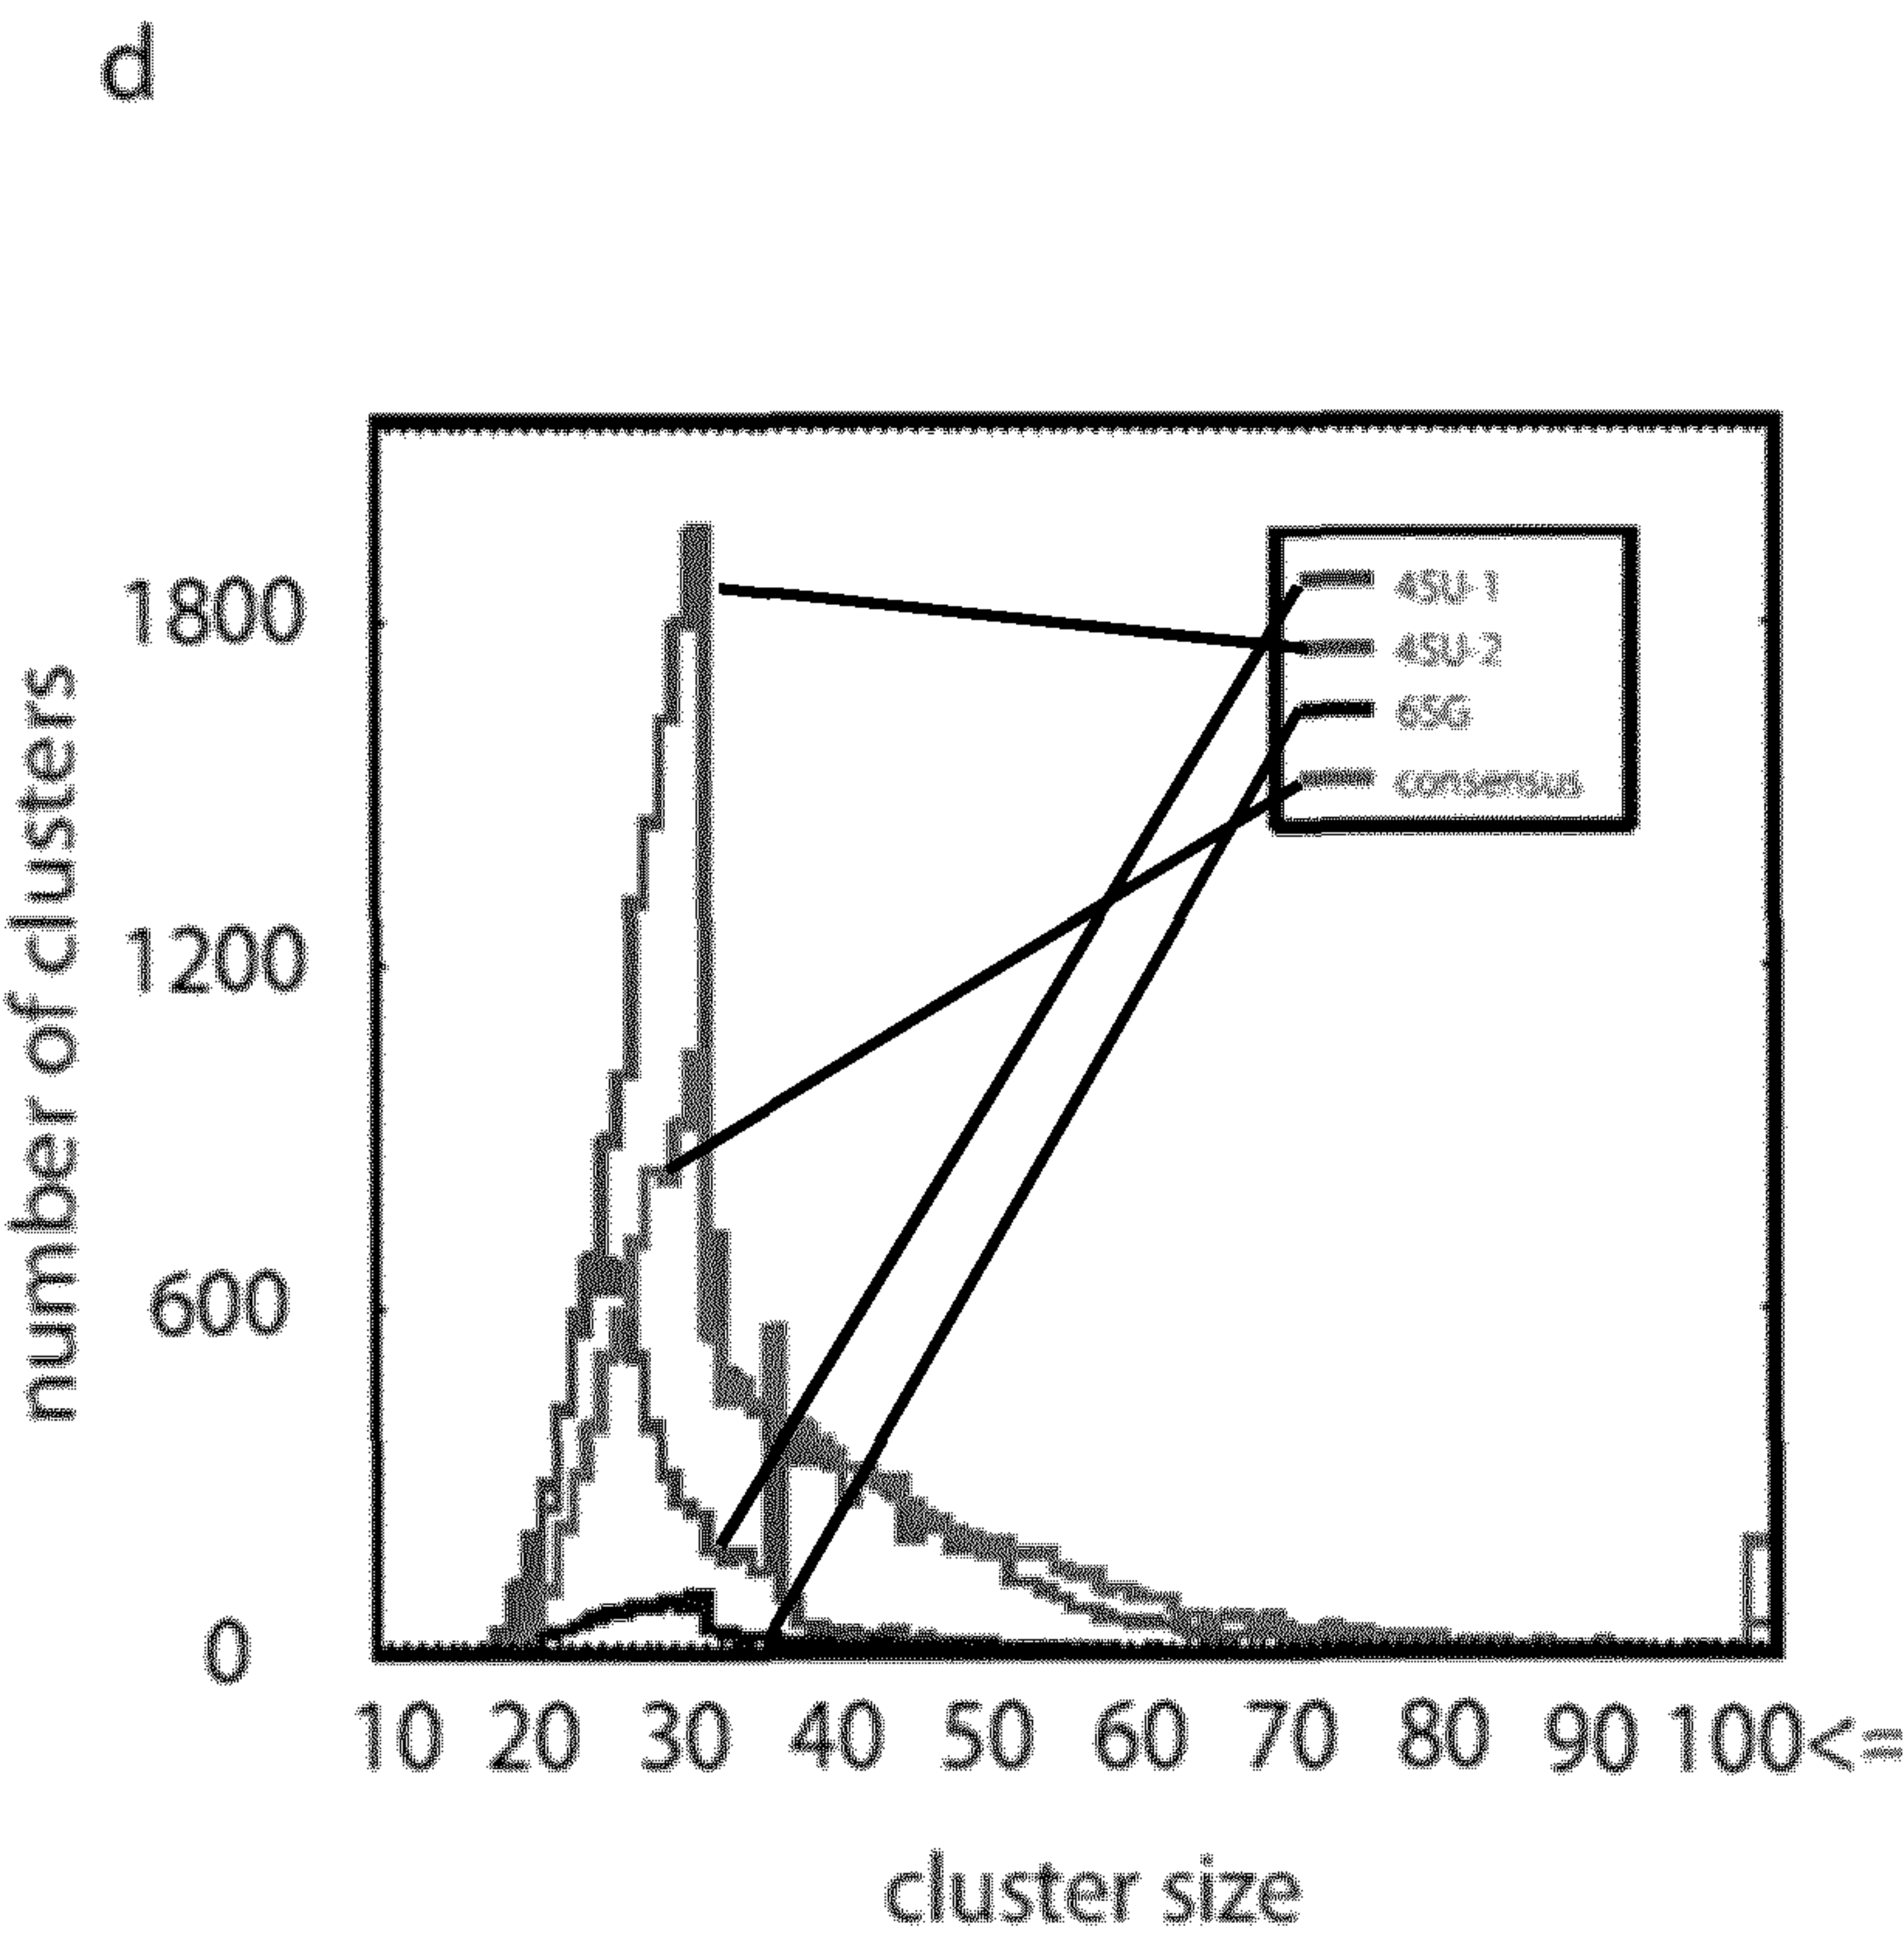 d
number of clusters
1800
1200
600
0
4SU-1
4SU-2
6SG
consensus
10 20 30 40 50 60 70 80 90 100<=
cluster size